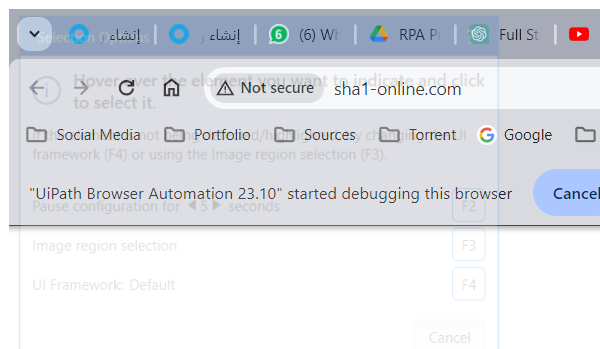 Selection Options
إنشاء
إنشاء
(6) Wh
RPA P
Full St
Hover over the element you want to indicate and click
to select it.
Not secure
sha1-online.com
Social Media
Portfolio
Sources
Torrent
Google
framework (F4) or using the Image region selection (F3).
"UiPath Browser Automation 23.10" started debugging this browser
Cancel
Pause configuration for 5 seconds
F2
Image region selection
F3
UI Framework: Default
F4
Cancel